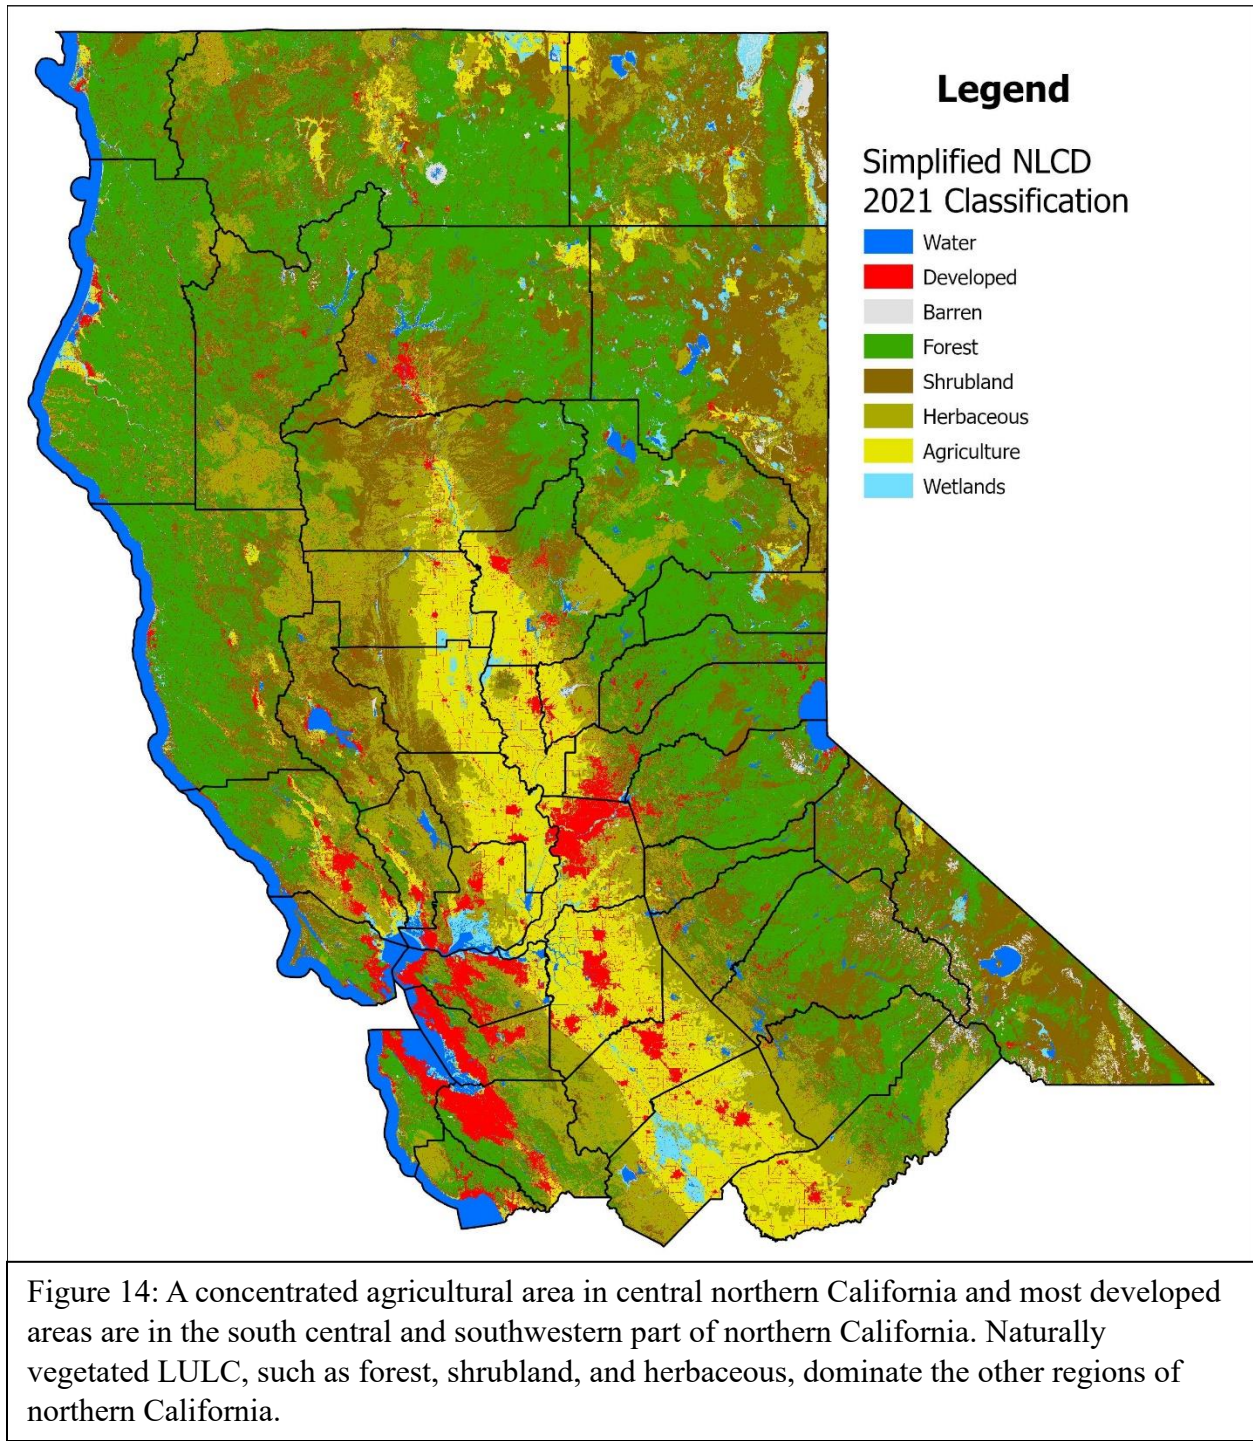 Legend
Simplified NLCD
2021 Classification
Water
Developed
Barren
Forest
Shrubland
Herbaceous
Agriculture
Wetlands
Figure 14: A concentrated agricultural area in central northern California and most developed
areas are in the south central and southwestern part of northern California. Naturally
vegetated LULC, such as forest, shrubland, and herbaceous, dominate the other regions of
northern California.